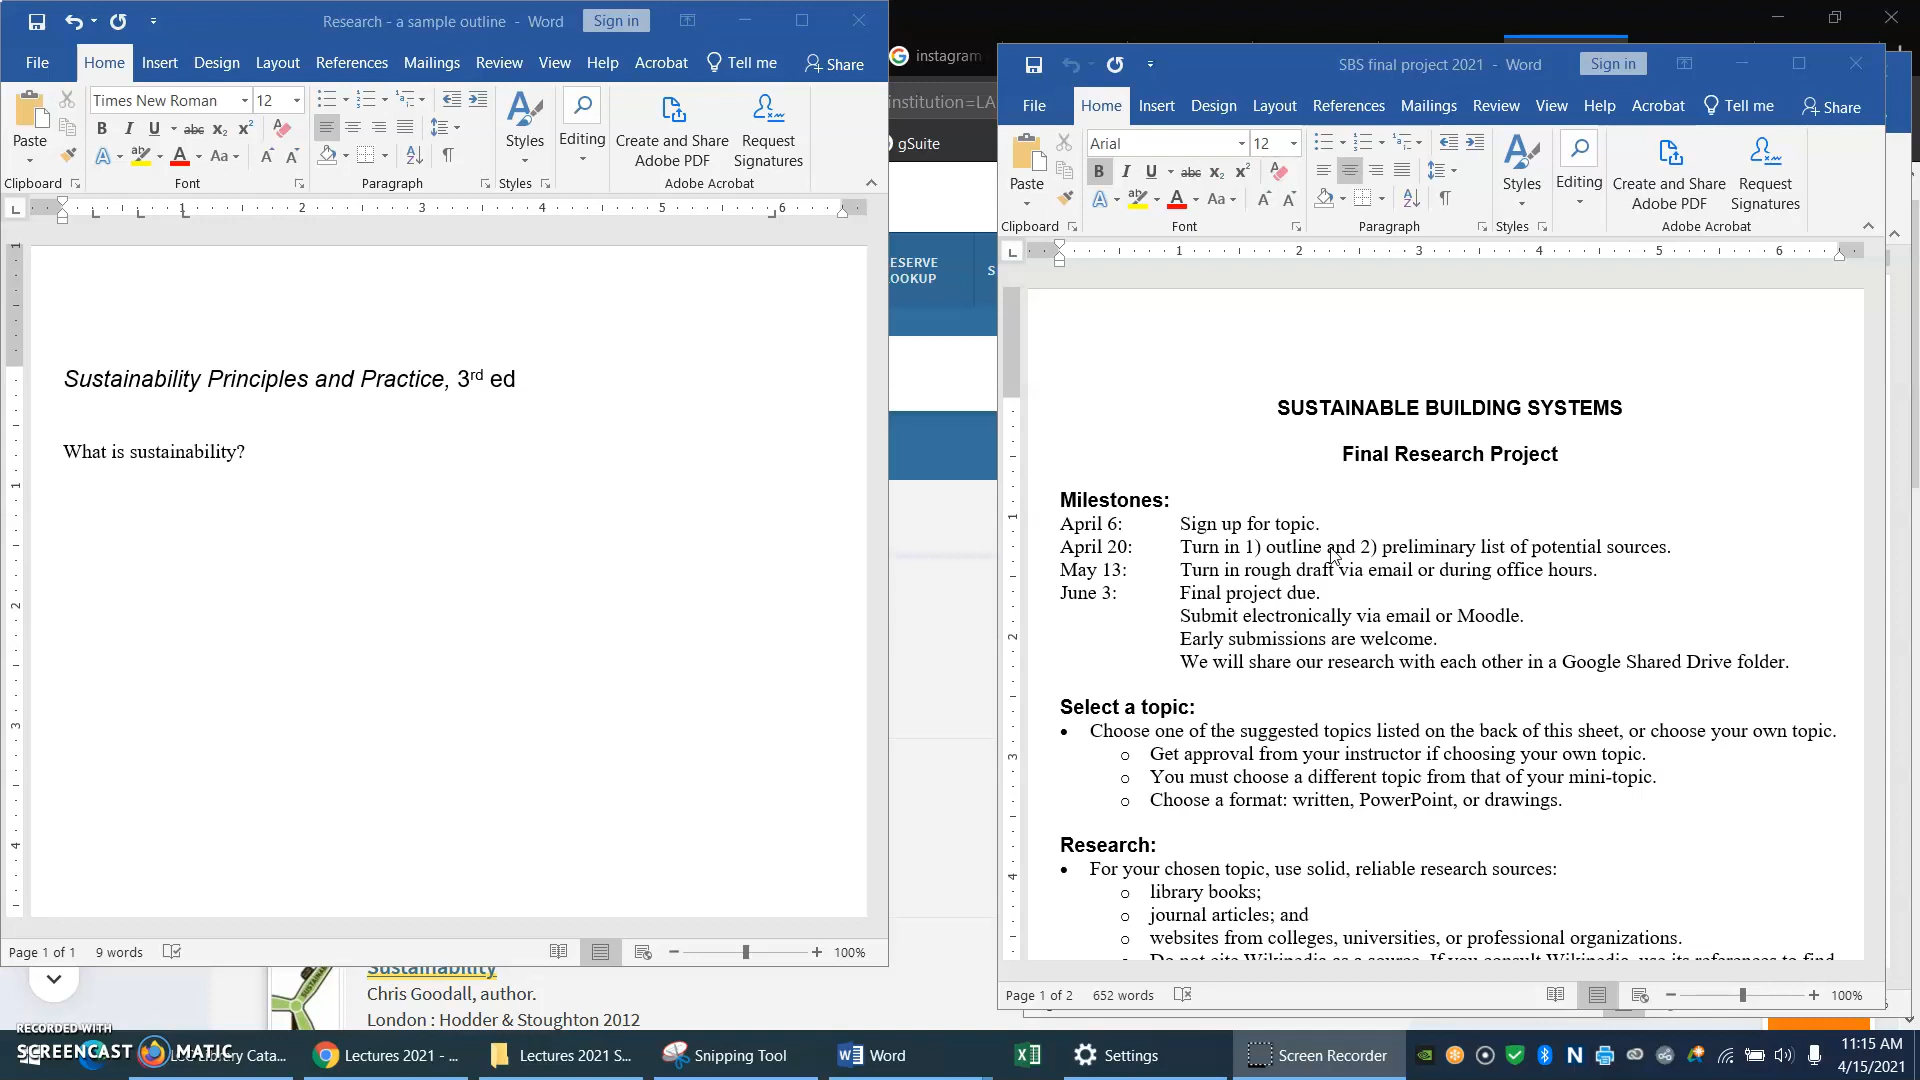 Research - a sample outline - Word
Sign in
File Home Insert Design Layout References Mailings Review View Help Acrobat Tell me Share
Times New Roman 12
Paste
Styles
Editing
Create and Share
Adobe PDF
Request
Signatures
Clipboard Font Paragraph Styles Adobe Acrobat
1 2 3 4 5 6
Sustainability Principles and Practice, 3rd ed
What is sustainability?
Page 1 of 1 9 words 100%
instagram
institution=LA
gSuite
ESERVE
OOKUP
SBS final project 2021 - Word
Sign in
File Home Insert Design Layout References Mailings Review View Help Acrobat Tell me Share
Arial 12
Paste
Styles
Editing
Create and Share
Adobe PDF
Request
Signatures
Clipboard Font Paragraph Styles Adobe Acrobat
1 2 3 4 5 6
SUSTAINABLE BUILDING SYSTEMS
Final Research Project
Milestones:
April 6: Sign up for topic.
April 20: Turn in 1) outline and 2) preliminary list of potential sources.
May 13: Turn in rough draft via email or during office hours.
June 3: Final project due.
Submit electronically via email or Moodle.
Early submissions are welcome.
We will share our research with each other in a Google Shared Drive folder.
Select a topic:
• Choose one of the suggested topics listed on the back of this sheet, or choose your own topic.
o Get approval from your instructor if choosing your own topic.
o You must choose a different topic from that of your mini-topic.
o Choose a format: written, PowerPoint, or drawings.
Research:
• For your chosen topic, use solid, reliable research sources:
o library books;
o journal articles; and
o websites from colleges, universities, or professional organizations.
o Do not cite Wikipedia as a source. If you consult Wikipedia, use its references to find
Page 1 of 2 652 words 100%
Sustainability
Chris Goodall, author.
London : Hodder & Stoughton 2012
RECORDED WITH
SCREENCAST MATIC
Library Cata...
Lectures 2021 - ...
Lectures 2021 S...
Snipping Tool
Word
Settings
Screen Recorder
11:15 AM
4/15/2021